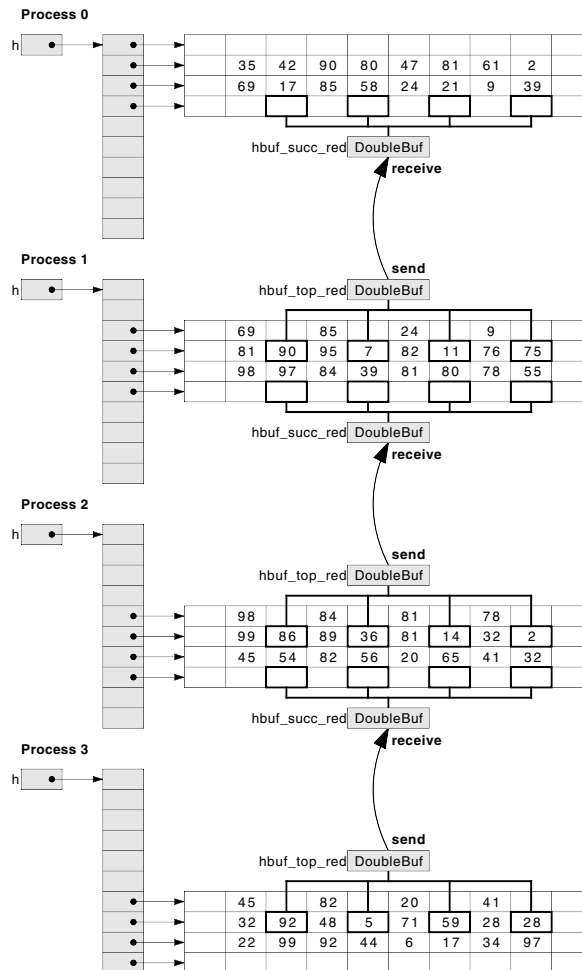 Process 0
h
35 42 90 80 47 81 61 2
69 17 85 58 24 21 9 39
hbuf_succ_red DoubleBuf
receive
Process 1
send
h
hbuf_top_red DoubleBuf
69 85 24 9
81 90 95 7 82 11 76 75
98 97 84 39 81 80 78 55
hbuf_succ_red DoubleBuf
receive
Process 2
h
send
hbuf_top_red DoubleBuf
98 84 81 78
99 86 89 36 81 14 32 2
45 54 82 56 20 65 41 32
hbuf_succ_red DoubleBuf
receive
Process 3
h
send
hbuf_top_red DoubleBuf
45 82 20 41
32 92 48 5 71 59 28 28
22 99 92 44 6 17 34 97